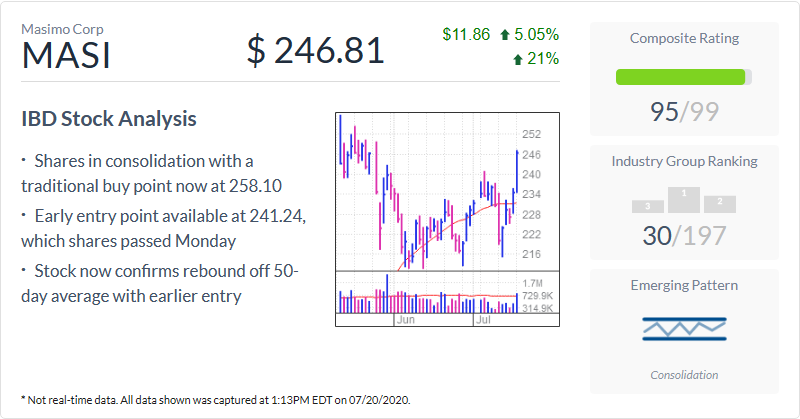 Masimo Corp
MASI
$ 246.81
$11.86 5.05%
21%
IBD Stock Analysis
· Shares in consolidation with a
traditional buy point now at 258.10
· Early entry point available at 241.24,
which shares passed Monday
· Stock now confirms rebound off 50-
day average with earlier entry
252
246
240
234
228
222
216
1.7M
729.9K
314.9K
Jun
Jul
Composite Rating
95/99
Industry Group Ranking
3 1 2
30/197
Emerging Pattern
Consolidation
* Not real-time data. All data shown was captured at 1:13PM EDT on 07/20/2020.